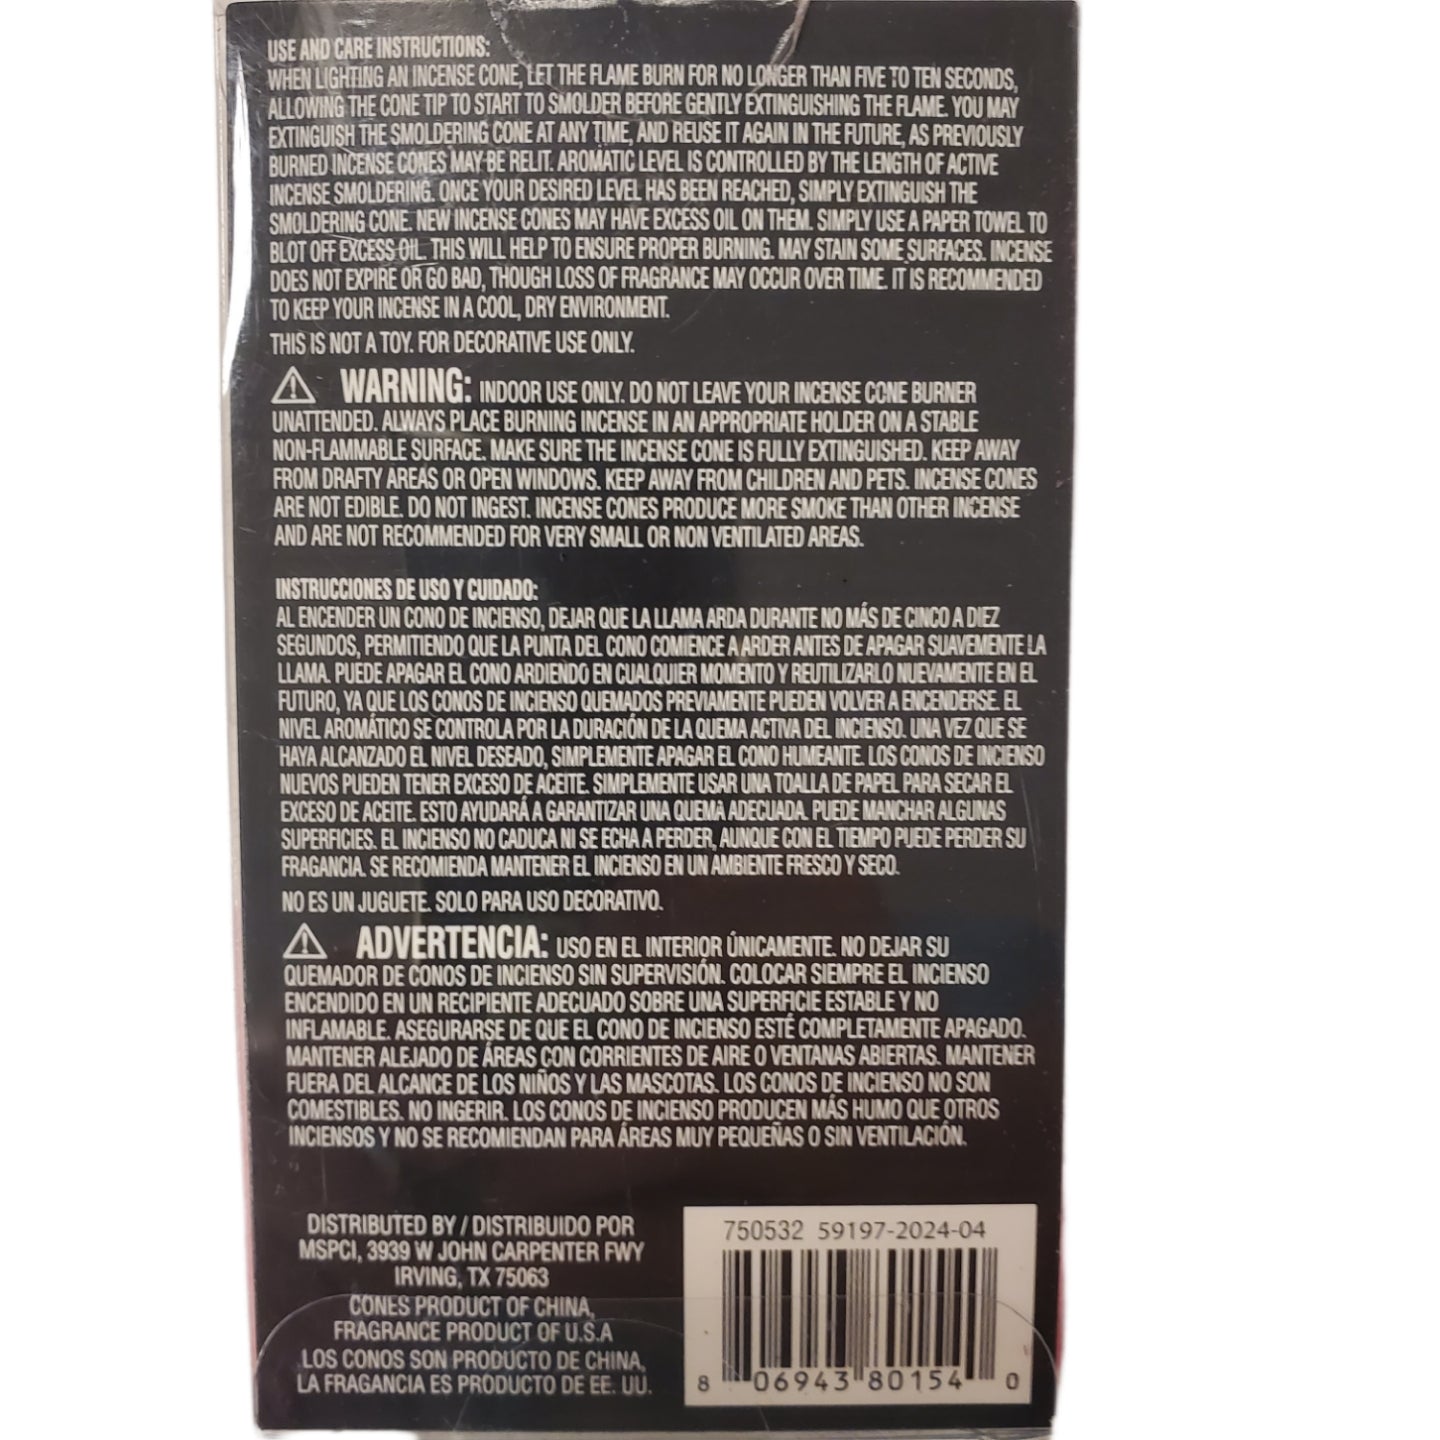 USE AND CARE INSTRUCTIONS:
WHEN LIGHTING AN INCENSE CONE, LET THE FLAME BURN FOR NO LONGER THAN FIVE TO TEN SECONDS,
ALLOWING THE CONE TIP TO START TO SMOLDER BEFORE GENTLY EXTINGUISHING THE FLAME. YOU MAY
EXTINGUISH THE SMOLDERING CONE AT ANY TIME, AND REUSE IT AGAIN IN THE FUTURE, AS PREVIOUSLY
BURNED INCENSE CONES MAY BE RELIT. AROMATIC LEVEL IS CONTROLLED BY THE LENGTH OF ACTIVE
INCENSE SMOLDERING. ONCE YOUR DESIRED LEVEL HAS BEEN REACHED, SIMPLY EXTINGUISH THE
SMOLDERING CONE. NEW INCENSE CONES MAY HAVE EXCESS OIL ON THEM. SIMPLY USE A PAPER TOWEL TO
BLOT OFF EXCESS OIL. THIS WILL HELP TO ENSURE PROPER BURNING. MAY STAIN SOME SURFACES. INCENSE
DOES NOT EXPIRE OR GO BAD, THOUGH LOSS OF FRAGRANCE MAY OCCUR OVER TIME. IT IS RECOMMENDED
TO KEEP YOUR INCENSE IN A COOL, DRY ENVIRONMENT.
THIS IS NOT A TOY. FOR DECORATIVE USE ONLY.
⚠ WARNING: INDOOR USE ONLY. DO NOT LEAVE YOUR INCENSE CONE BURNER
UNATTENDED. ALWAYS PLACE BURNING INCENSE IN AN APPROPRIATE HOLDER ON A STABLE
NON-FLAMMABLE SURFACE. MAKE SURE THE INCENSE CONE IS FULLY EXTINGUISHED. KEEP AWAY
FROM DRAFTY AREAS OR OPEN WINDOWS. KEEP AWAY FROM CHILDREN AND PETS. INCENSE CONES
ARE NOT EDIBLE. DO NOT INGEST. INCENSE CONES PRODUCE MORE SMOKE THAN OTHER INCENSE
AND ARE NOT RECOMMENDED FOR VERY SMALL OR NON VENTILATED AREAS.
INSTRUCCIONES DE USO Y CUIDADO:
AL ENCENDER UN CONO DE INCIENSO, DEJAR QUE LA LLAMA ARDA DURANTE NO MÁS DE CINCO A DIEZ
SEGUNDOS, PERMITIENDO QUE LA PUNTA DEL CONO COMIENCE A ARDER ANTES DE APAGAR SUAVEMENTE LA
LLAMA. PUEDE APAGAR EL CONO ARDIENDO EN CUALQUIER MOMENTO Y REUTILIZARLO NUEVAMENTE EN EL
FUTURO, YA QUE LOS CONOS DE INCIENSO QUEMADOS PREVIAMENTE PUEDEN VOLVER A ENCENDERSE. EL
NIVEL AROMÁTICO SE CONTROLA POR LA DURACIÓN DE LA QUEMA ACTIVA DEL INCIENSO. UNA VEZ QUE SE
HAYA ALCANZADO EL NIVEL DESEADO, SIMPLEMENTE APAGAR EL CONO HUMEANTE. LOS CONOS DE INCIENSO
NUEVOS PUEDEN TENER EXCESO DE ACEITE. SIMPLEMENTE USAR UNA TOALLA DE PAPEL PARA SECAR EL
EXCESO DE ACEITE. ESTO AYUDARÁ A GARANTIZAR UNA QUEMA ADECUADA. PUEDE MANCHAR ALGUNAS
SUPERFICIES. EL INCIENSO NO CADUCA NI SE ECHA A PERDER, AUNQUE CON EL TIEMPO PUEDE PERDER SU
FRAGANCIA. SE RECOMIENDA MANTENER EL INCIENSO EN UN AMBIENTE FRESCO Y SECO.
NO ES UN JUGUETE. SOLO PARA USO DECORATIVO.
⚠ ADVERTENCIA: USO EN EL INTERIOR ÚNICAMENTE. NO DEJAR SU
QUEMADOR DE CONOS DE INCIENSO SIN SUPERVISIÓN. COLOCAR SIEMPRE EL INCIENSO
ENCENDIDO EN UN RECIPIENTE ADECUADO SOBRE UNA SUPERFICIE ESTABLE Y NO
INFLAMABLE. ASEGURARSE DE QUE EL CONO DE INCIENSO ESTÉ COMPLETAMENTE APAGADO.
MANTENER ALEJADO DE ÁREAS CON CORRIENTES DE AIRE O VENTANAS ABIERTAS. MANTENER
FUERA DEL ALCANCE DE LOS NIÑOS Y LAS MASCOTAS. LOS CONOS DE INCIENSO NO SON
COMESTIBLES. NO INGERIR. LOS CONOS DE INCIENSO PRODUCEN MÁS HUMO QUE OTROS
INCIENSOS Y NO SE RECOMIENDAN PARA ÁREAS MUY PEQUEÑAS O SIN VENTILACIÓN.
DISTRIBUTED BY / DISTRIBUIDO POR
MSPCI, 3939 W JOHN CARPENTER FWY
IRVING, TX 75063
CONES PRODUCT OF CHINA,
FRAGRANCE PRODUCT OF U.S.A
LOS CONOS SON PRODUCTO DE CHINA,
LA FRAGANCIA ES PRODUCTO DE EE. UU.
750532 59197-2024-04
8 06943 80154 0